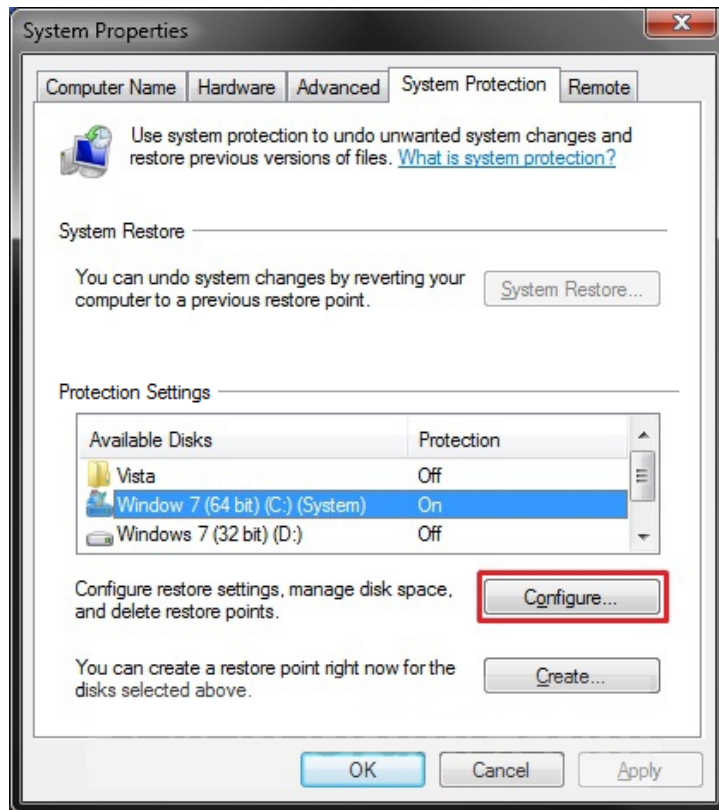 System Properties
Computer Name Hardware Advanced System Protection Remote
Use system protection to undo unwanted system changes and
restore previous versions of files. What is system protection?
System Restore
You can undo system changes by reverting your
computer to a previous restore point.
System Restore...
Protection Settings
Available Disks Protection
Vista Off
Window 7 (64 bit) (C:) (System) On
Windows 7 (32 bit) (D:) Off
Configure restore settings, manage disk space,
and delete restore points.
Configure...
You can create a restore point right now for the
disks selected above.
Create...
OK Cancel Apply